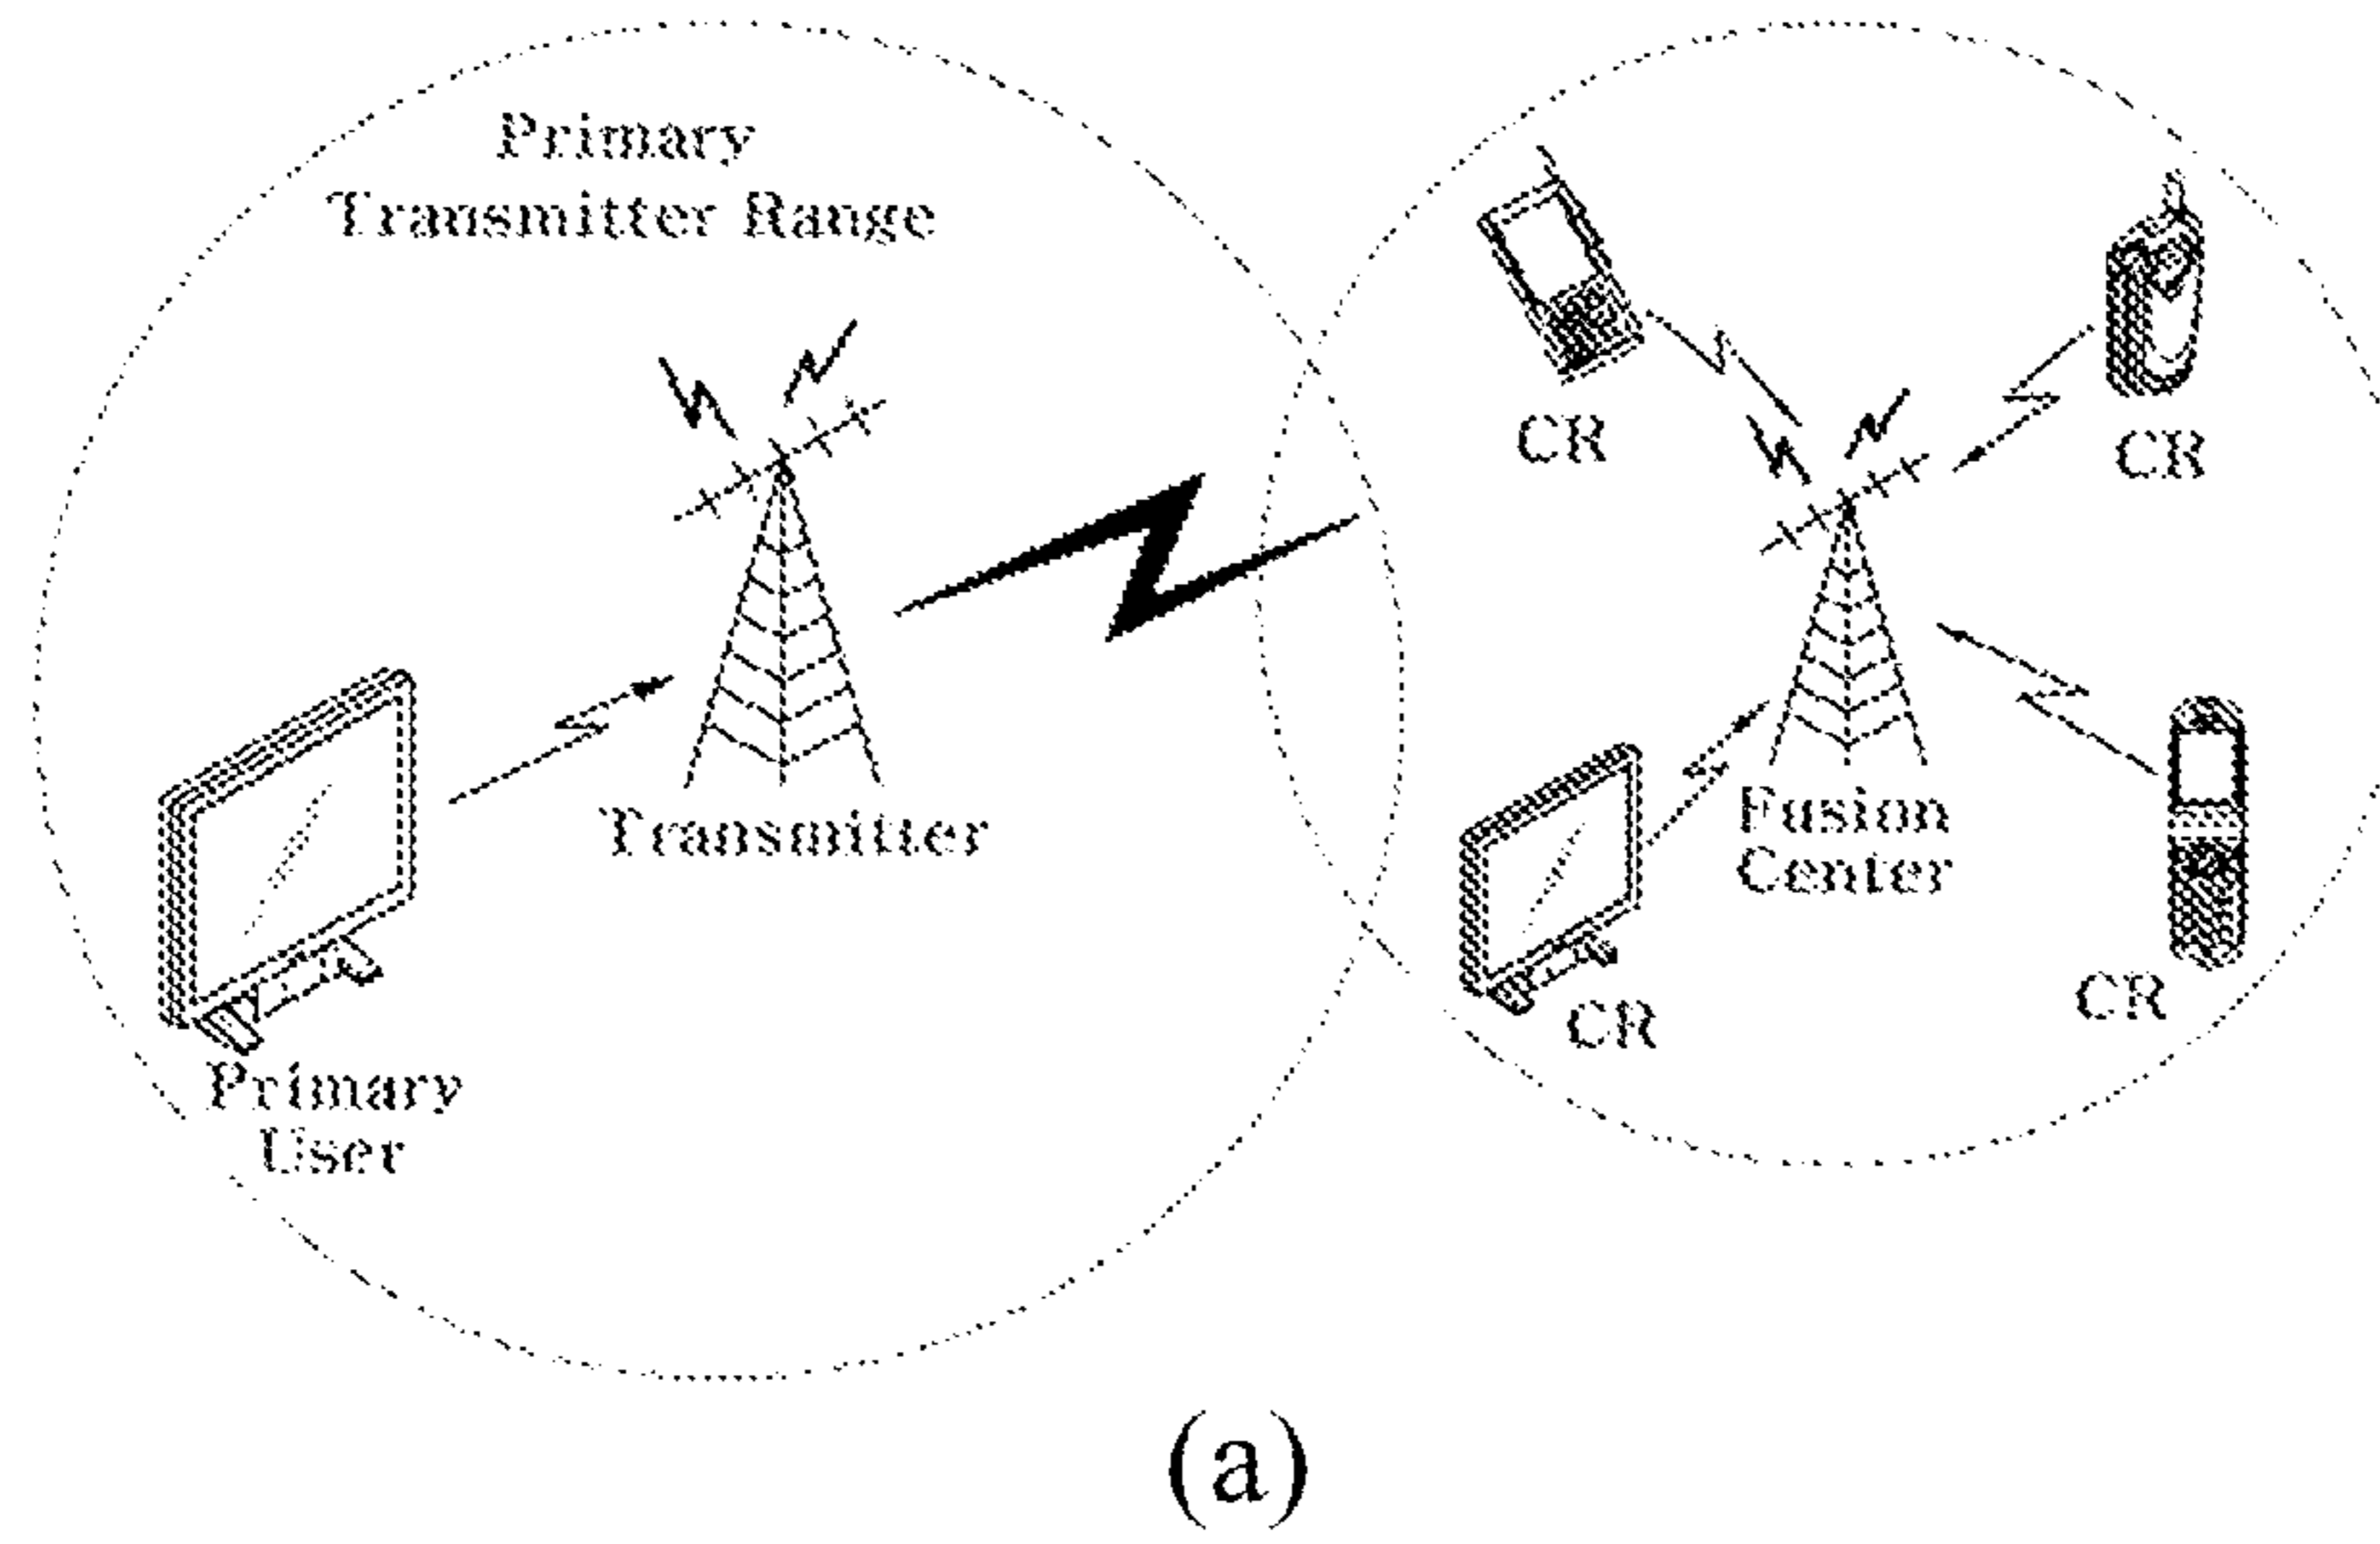 Primary
Transmitter Range
CR
CR
Transmitter
Fusion
Center
Primary
User
CR
CR
(a)